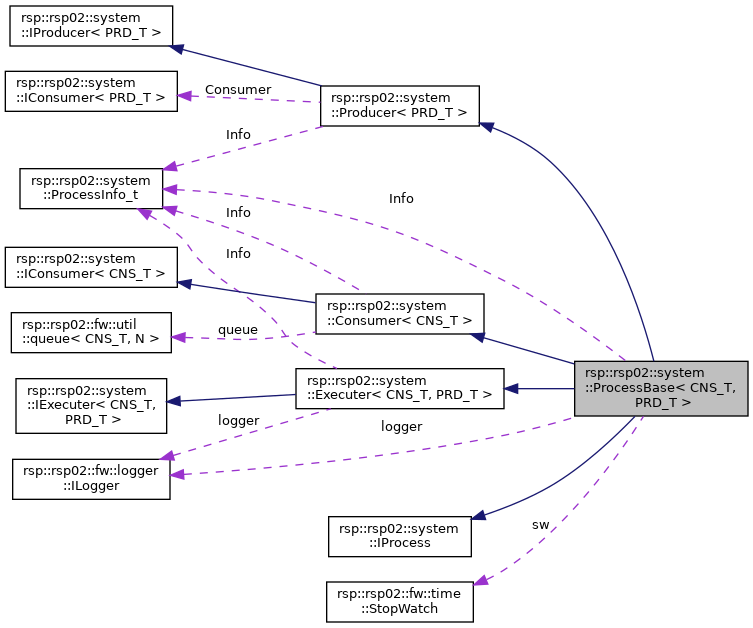 rsp::rsp02::system
::IProducer< PRD_T >
rsp::rsp02::system
::IConsumer< PRD_T >
Consumer
rsp::rsp02::system
::Producer< PRD_T >
Info
rsp::rsp02::system
::ProcessInfo_t
Info
Info
Info
rsp::rsp02::system
::IConsumer< CNS_T >
rsp::rsp02::system
::Consumer< CNS_T >
rsp::rsp02::fw::util
::queue< CNS_T, N >
queue
rsp::rsp02::system
::ProcessBase< CNS_T,
PRD_T >
rsp::rsp02::system
::Executer< CNS_T, PRD_T >
rsp::rsp02::system
::IExecuter< CNS_T,
PRD_T >
logger
logger
rsp::rsp02::fw::logger
::ILogger
rsp::rsp02::system
::IProcess
sw
rsp::rsp02::fw::time
::StopWatch